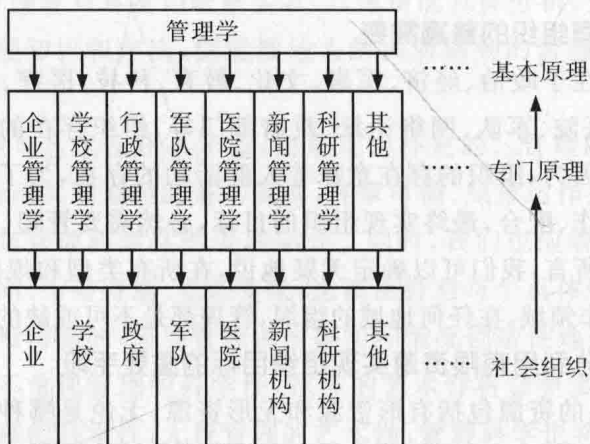 管理学
…… 基本原理
企业管理学
学校管理学
行政管理学
军队管理学
医院管理学
新闻管理学
科研管理学
其他
…… 专门原理
企业
学校
政府
军队
医院
新闻机构
科研机构
其他
…… 社会组织